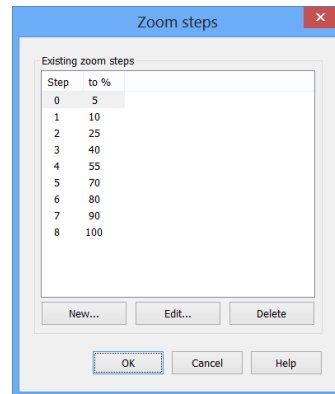 Zoom steps
Existing zoom steps
Step to %
0 5
1 10
2 25
3 40
4 55
5 70
6 80
7 90
8 100
New... Edit... Delete
OK Cancel Help